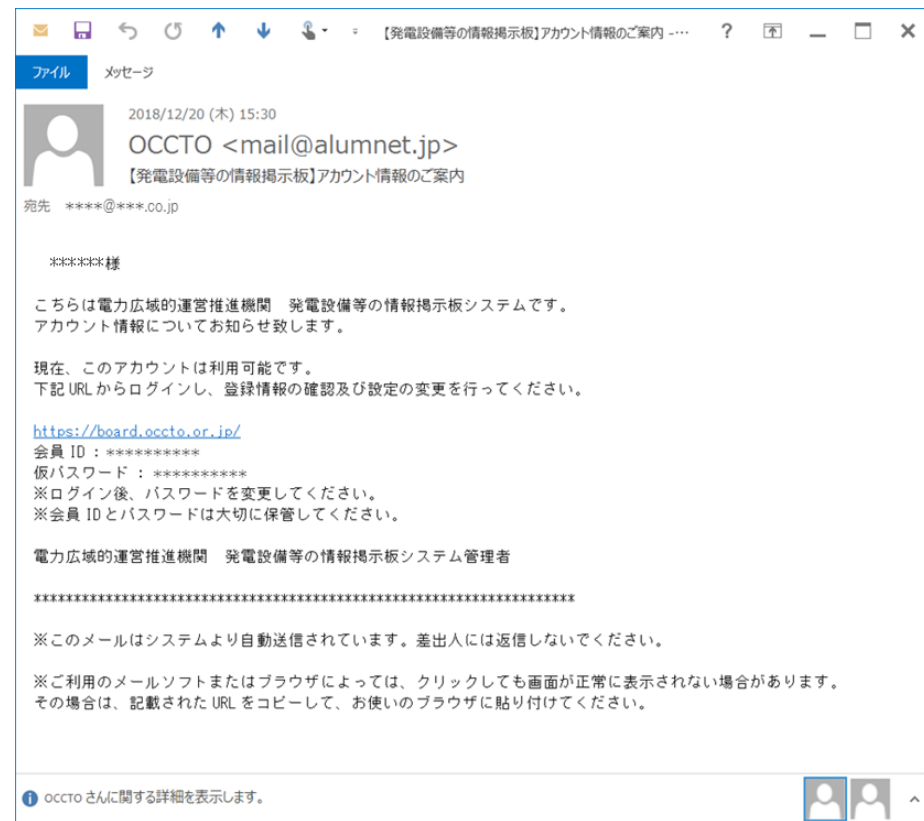 【発電設備等の情報掲示板】アカウント情報のご案内 -…
ファイル メッセージ
2018/12/20 (木) 15:30
OCCTO <mail@alumnet.jp>
【発電設備等の情報掲示板】アカウント情報のご案内
宛先 ****@***.co.jp
******様
こちらは電力広域的運営推進機関 発電設備等の情報掲示板システムです。
アカウント情報についてお知らせ致します。
現在、このアカウントは利用可能です。
下記 URL からログインし、登録情報の確認及び設定の変更を行ってください。
https://board.occto.or.jp/
会員 ID : **********
仮パスワード : **********
※ログイン後、パスワードを変更してください。
※会員 ID とパスワードは大切に保管してください。
電力広域的運営推進機関 発電設備等の情報掲示板システム管理者
********************************************************************
※このメールはシステムより自動送信されています。差出人には返信しないでください。
※ご利用のメールソフトまたはブラウザによっては、クリックしても画面が正常に表示されない場合があります。
その場合は、記載された URL をコピーして、お使いのブラウザに貼り付けてください。
OCCTO さんに関する詳細を表示します。